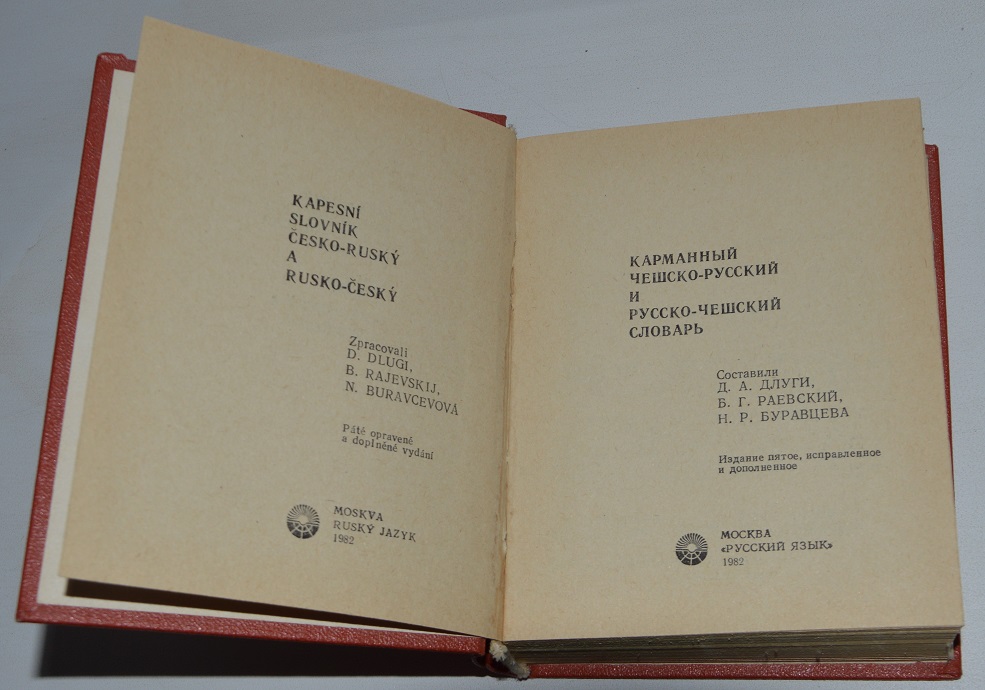 KAPESNÍ
SLOVNÍK
ČESKO-RUSKÝ
A
RUSKO-ČESKÝ
Zpracovali
D. DLUGI,
B. RAJEVSKIJ,
N. BURAVCEVOVÁ
Páté opravené
a doplněné vydání
MOSKVA
RUSKÝ JAZYK
1982
КАРМАННЫЙ
ЧЕШСКО-РУССКИЙ
И
РУССКО-ЧЕШСКИЙ
СЛОВАРЬ
Составили
Д. А. ДЛУГИ,
Б. Г. РАЕВСКИЙ,
Н. Р. БУРАВЦЕВА
Издание пятое, исправленное
и дополненное
МОСКВА
«РУССКИЙ ЯЗЫК»
1982